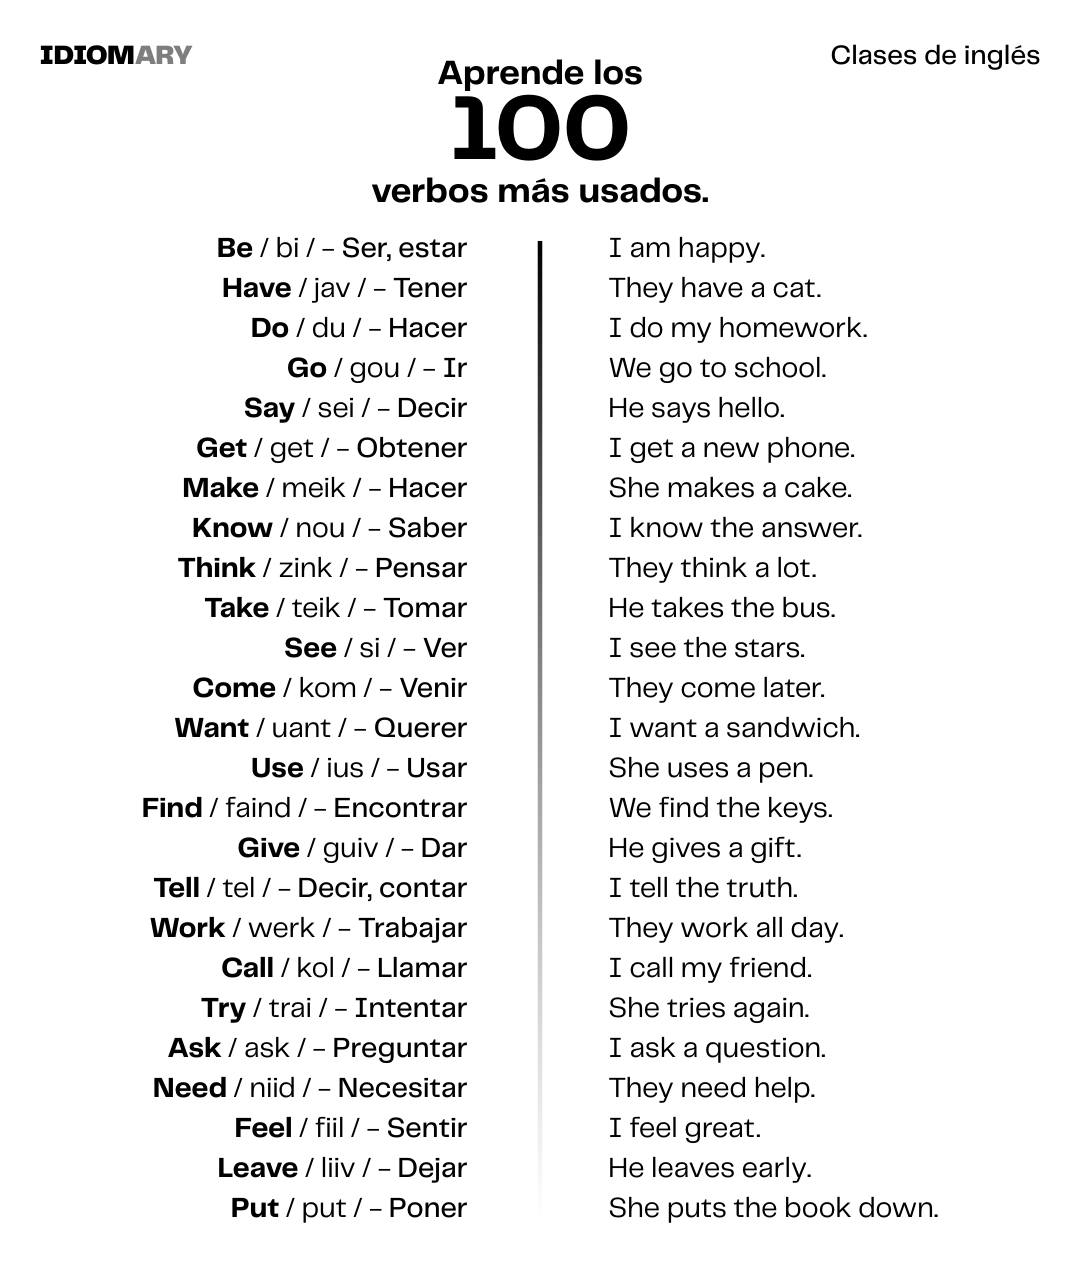 IDIOMARY
Clases de inglés
Aprende los
100
verbos más usados.
Be / bi / – Ser, estar
I am happy.
Have / jav / – Tener
They have a cat.
Do / du / – Hacer
I do my homework.
Go / gou / – Ir
We go to school.
Say / sei / – Decir
He says hello.
Get / get / – Obtener
I get a new phone.
Make / meik / – Hacer
She makes a cake.
Know / nou / – Saber
I know the answer.
Think / zink / – Pensar
They think a lot.
Take / teik / – Tomar
He takes the bus.
See / si / – Ver
I see the stars.
Come / kom / – Venir
They come later.
Want / uant / – Querer
I want a sandwich.
Use / ius / – Usar
She uses a pen.
Find / faind / – Encontrar
We find the keys.
Give / guiv / – Dar
He gives a gift.
Tell / tel / – Decir, contar
I tell the truth.
Work / werk / – Trabajar
They work all day.
Call / kol / – Llamar
I call my friend.
Try / trai / – Intentar
She tries again.
Ask / ask / – Preguntar
I ask a question.
Need / niid / – Necesitar
They need help.
Feel / fiil / – Sentir
I feel great.
Leave / liiv / – Dejar
He leaves early.
Put / put / – Poner
She puts the book down.